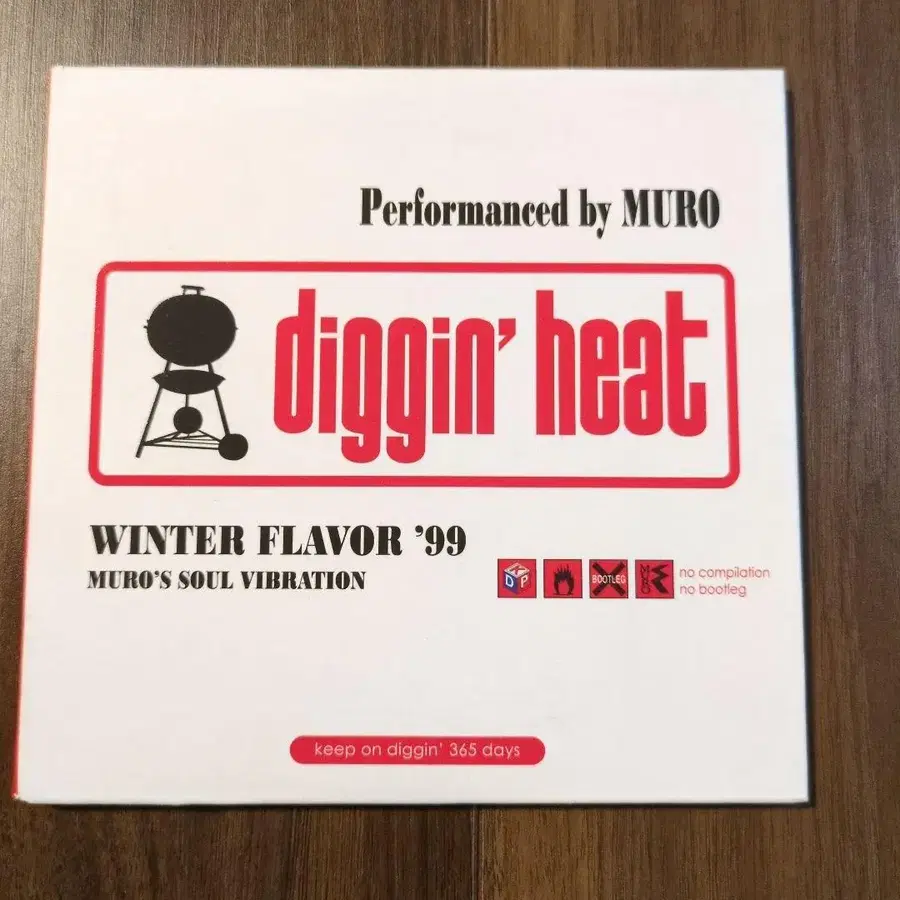 Performanced by MURO
diggin' heat
WINTER FLAVOR '99
MURO'S SOUL VIBRATION
D P
BOOTLEG
MURO
no compilation
no bootleg
keep on diggin' 365 days